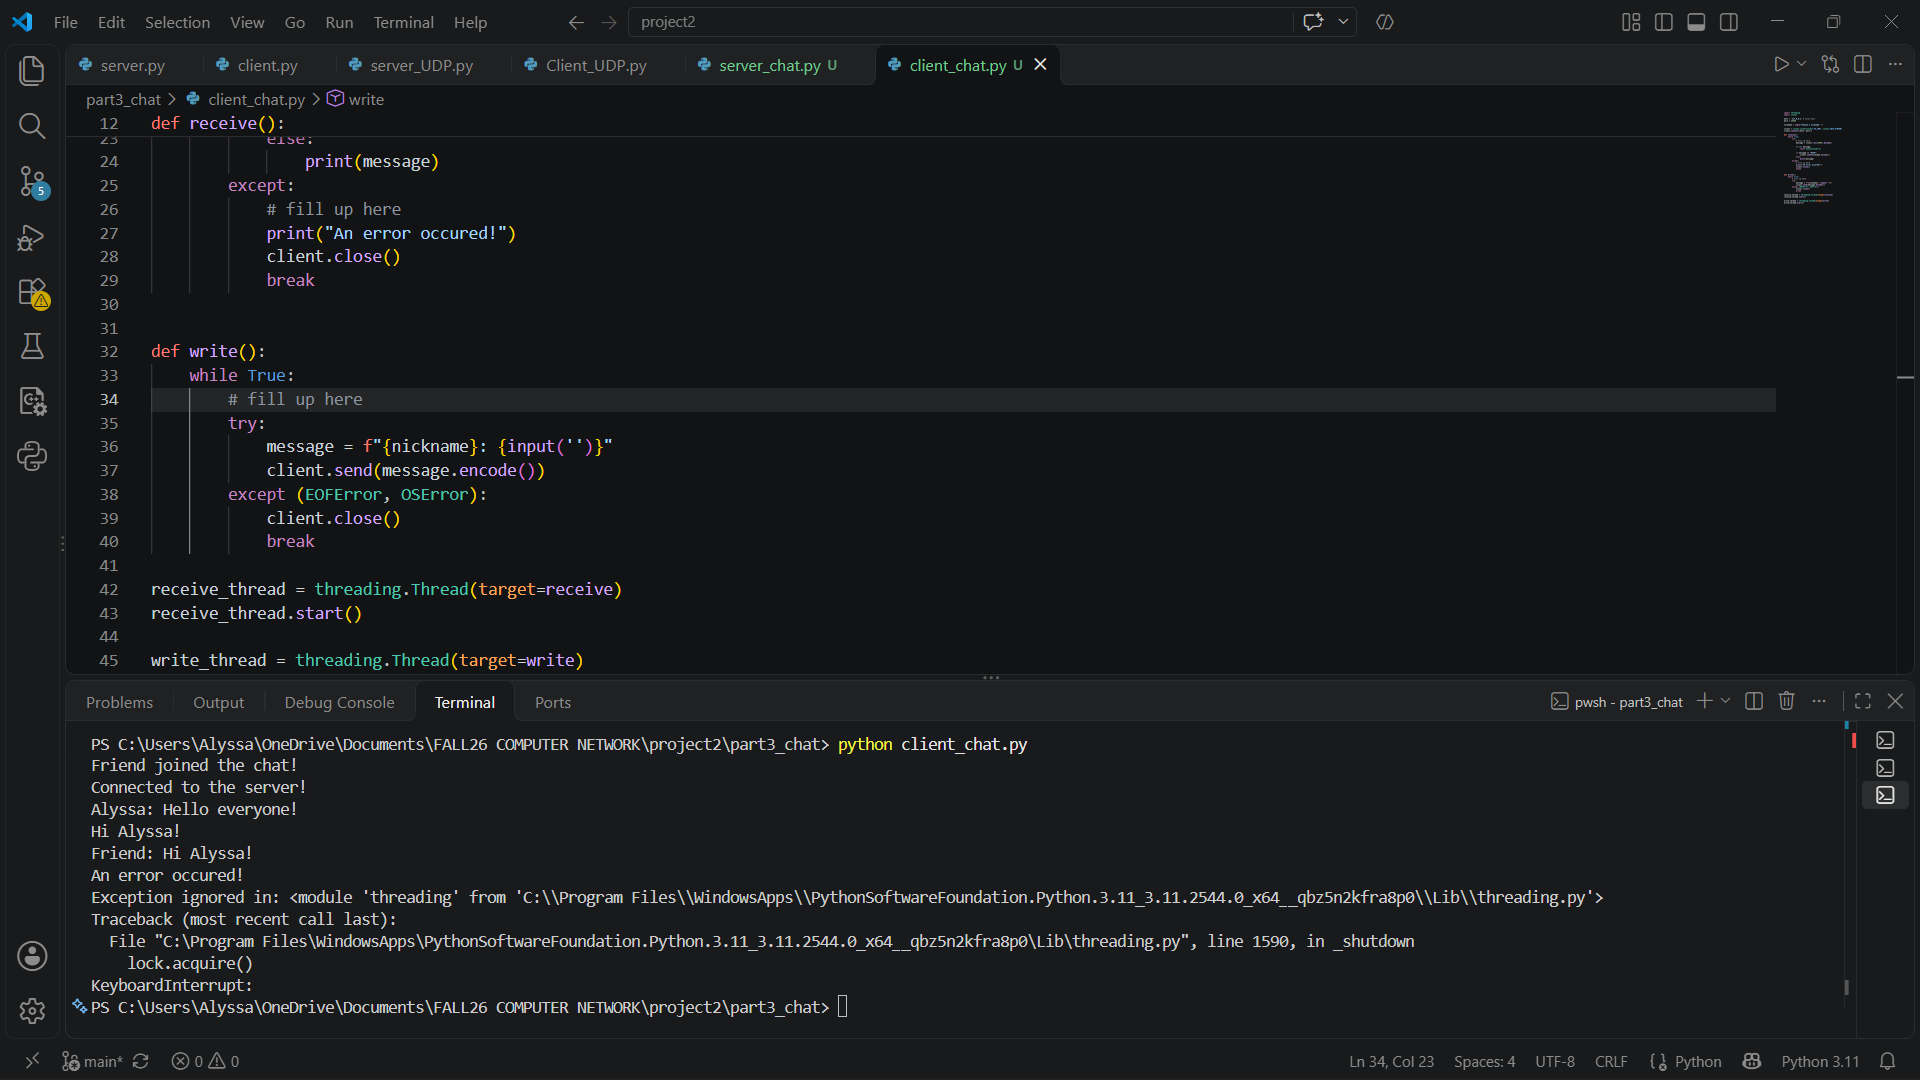 File Edit Selection View Go Run Terminal Help
project2
server.py client.py server_UDP.py Client_UDP.py server_chat.py U client_chat.py U
part3_chat > client_chat.py > write
12 def receive():
23 else:
24 print(message)
25 except:
26 # fill up here
27 print("An error occured!")
28 client.close()
29 break
30
31
32 def write():
33 while True:
34 # fill up here
35 try:
36 message = f"{nickname}: {input('')}"
37 client.send(message.encode())
38 except (EOFError, OSError):
39 client.close()
40 break
41
42 receive_thread = threading.Thread(target=receive)
43 receive_thread.start()
44
45 write_thread = threading.Thread(target=write)
5
Problems Output Debug Console Terminal Ports
pwsh - part3_chat
PS C:\Users\Alyssa\OneDrive\Documents\FALL26 COMPUTER NETWORK\project2\part3_chat> python client_chat.py
Friend joined the chat!
Connected to the server!
Alyssa: Hello everyone!
Hi Alyssa!
Friend: Hi Alyssa!
An error occured!
Exception ignored in: <module 'threading' from 'C:\\Program Files\\WindowsApps\\PythonSoftwareFoundation.Python.3.11_3.11.2544.0_x64__qbz5n2kfra8p0\\Lib\\threading.py'>
Traceback (most recent call last):
File "C:\Program Files\WindowsApps\PythonSoftwareFoundation.Python.3.11_3.11.2544.0_x64__qbz5n2kfra8p0\Lib\threading.py", line 1590, in _shutdown
lock.acquire()
KeyboardInterrupt:
PS C:\Users\Alyssa\OneDrive\Documents\FALL26 COMPUTER NETWORK\project2\part3_chat>
main* 0 0 Ln 34, Col 23 Spaces: 4 UTF-8 CRLF {} Python Python 3.11